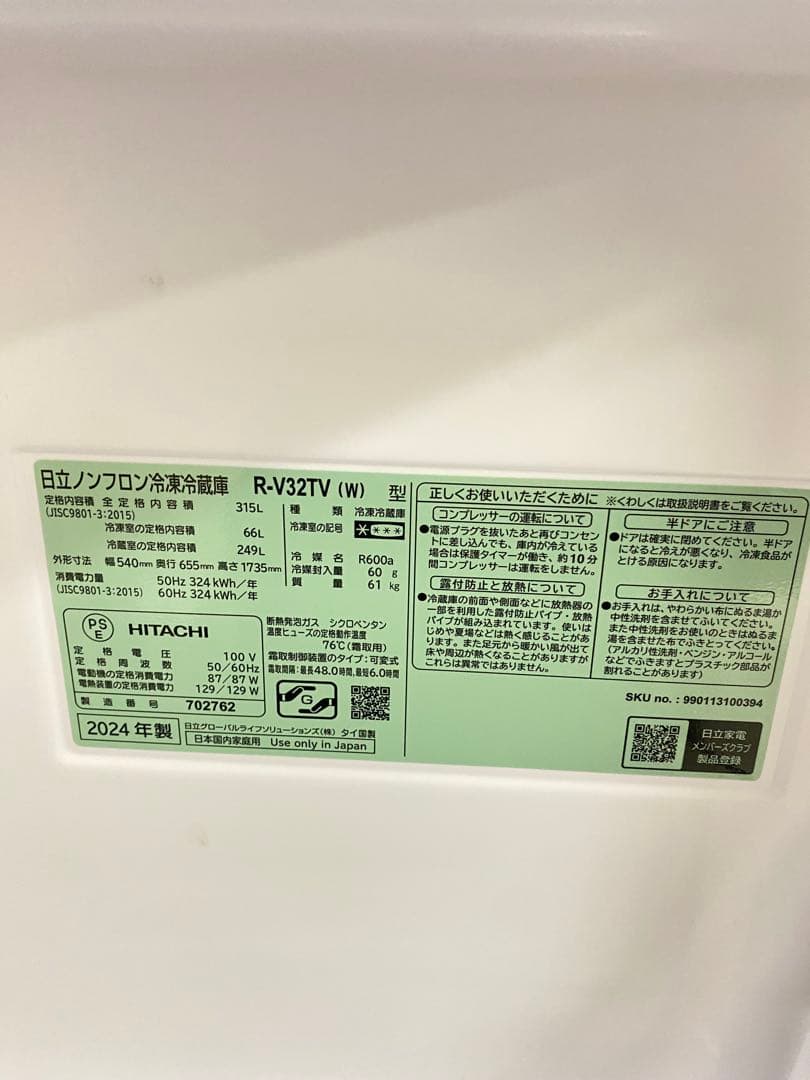 日立ノンフロン冷凍冷蔵庫 R-V32TV (W) 型
定格内容積 全定格内容積 315L
(JISC9801-3:2015)
冷凍室の定格内容積 66L
冷蔵室の定格内容積 249L
外形寸法 幅540mm 奥行655mm 高さ1735mm
消費電力量 50Hz 324kWh/年
(JISC9801-3:2015) 60Hz 324kWh/年
種類 冷凍冷蔵庫
冷凍室の記号 ****
冷媒名 R600a
冷媒封入量 60 g
質量 61 kg
PS
E
HITACHI
定格電圧 100V
定格周波数 50/60Hz
電動機の定格消費電力 87/87W
電熱装置の定格消費電力 129/129W
製造番号 702762
断熱発泡ガス シクロペンタン
温度ヒューズの定格動作温度
76℃(霜取用)
霜取制御装置のタイプ:可変式
霜取間隔:最長48.0時間,最短6.0時間
G
2024年製
日立グローバルライフソリューションズ(株) タイ国製
日本国内家庭用 Use only in Japan
正しくお使いいただくために ※くわしくは取扱説明書をご覧ください。
コンプレッサーの運転について
●電源プラグを抜いたあと再びコンセン
トに差し込んでも、庫内が冷えている
場合は保護タイマーが働き、約10分
間コンプレッサーは運転をしません。
露付防止と放熱について
●冷蔵庫の前面や側面などに放熱器の
一部を利用した露付防止パイプ・放熱
パイプが組み込まれています。使いは
じめや夏場などは熱く感じることがあ
ります。また足元から暖かい風が出て
床や周辺が熱くなることがありますが
これらは異常ではありません。
半ドアにご注意
●ドアは確実に閉めてください。半ドア
になると冷えが悪くなり、冷凍食品が
とける原因になります。
お手入れについて
●お手入れは、やわらかい布にぬるま湯か
中性洗剤を含ませてふいてください。
また中性洗剤をお使いのときはぬるま
湯を含ませた布でふきとってください。
(アルカリ性洗剤・ベンジン・アルコール
などでふきますとプラスチック部品が
割れることがあります)
SKU no. : 990113100394
日立家電
メンバーズクラブ
製品登録